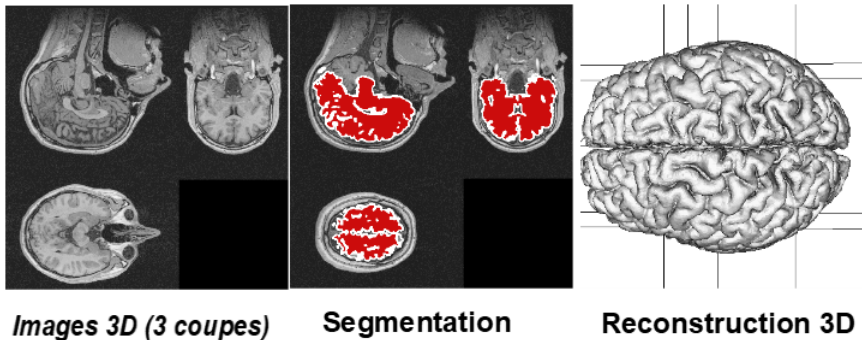 Images 3D (3 coupes)
Segmentation
Reconstruction 3D